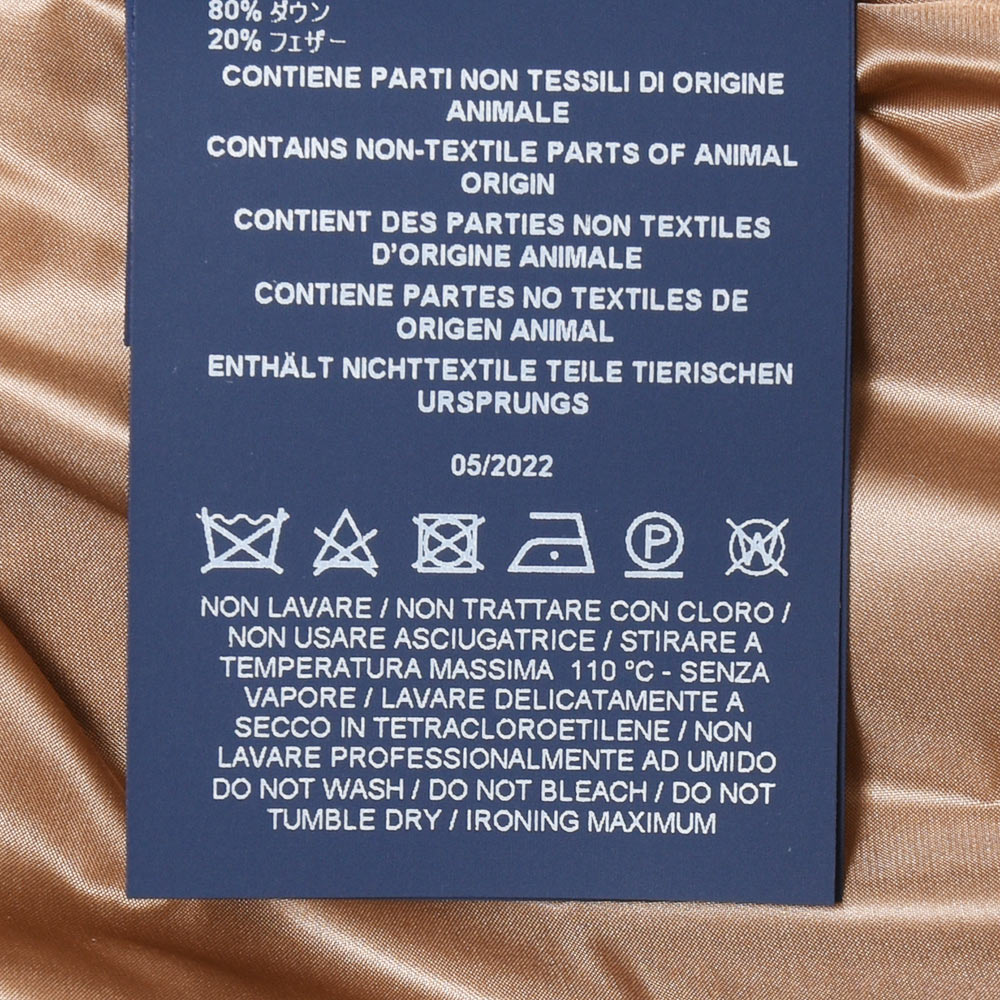 80% ダウン
20% フェザー
CONTIENE PARTI NON TESSILI DI ORIGINE
ANIMALE
CONTAINS NON-TEXTILE PARTS OF ANIMAL
ORIGIN
CONTIENT DES PARTIES NON TEXTILES
D'ORIGINE ANIMALE
CONTIENE PARTES NO TEXTILES DE
ORIGEN ANIMAL
ENTHÄLT NICHTTEXTILE TEILE TIERISCHEN
URSPRUNGS
05/2022
P W
NON LAVARE / NON TRATTARE CON CLORO /
NON USARE ASCIUGATRICE / STIRARE A
TEMPERATURA MASSIMA 110 °C - SENZA
VAPORE / LAVARE DELICATAMENTE A
SECCO IN TETRACLOROETILENE / NON
LAVARE PROFESSIONALMENTE AD UMIDO
DO NOT WASH / DO NOT BLEACH / DO NOT
TUMBLE DRY / IRONING MAXIMUM